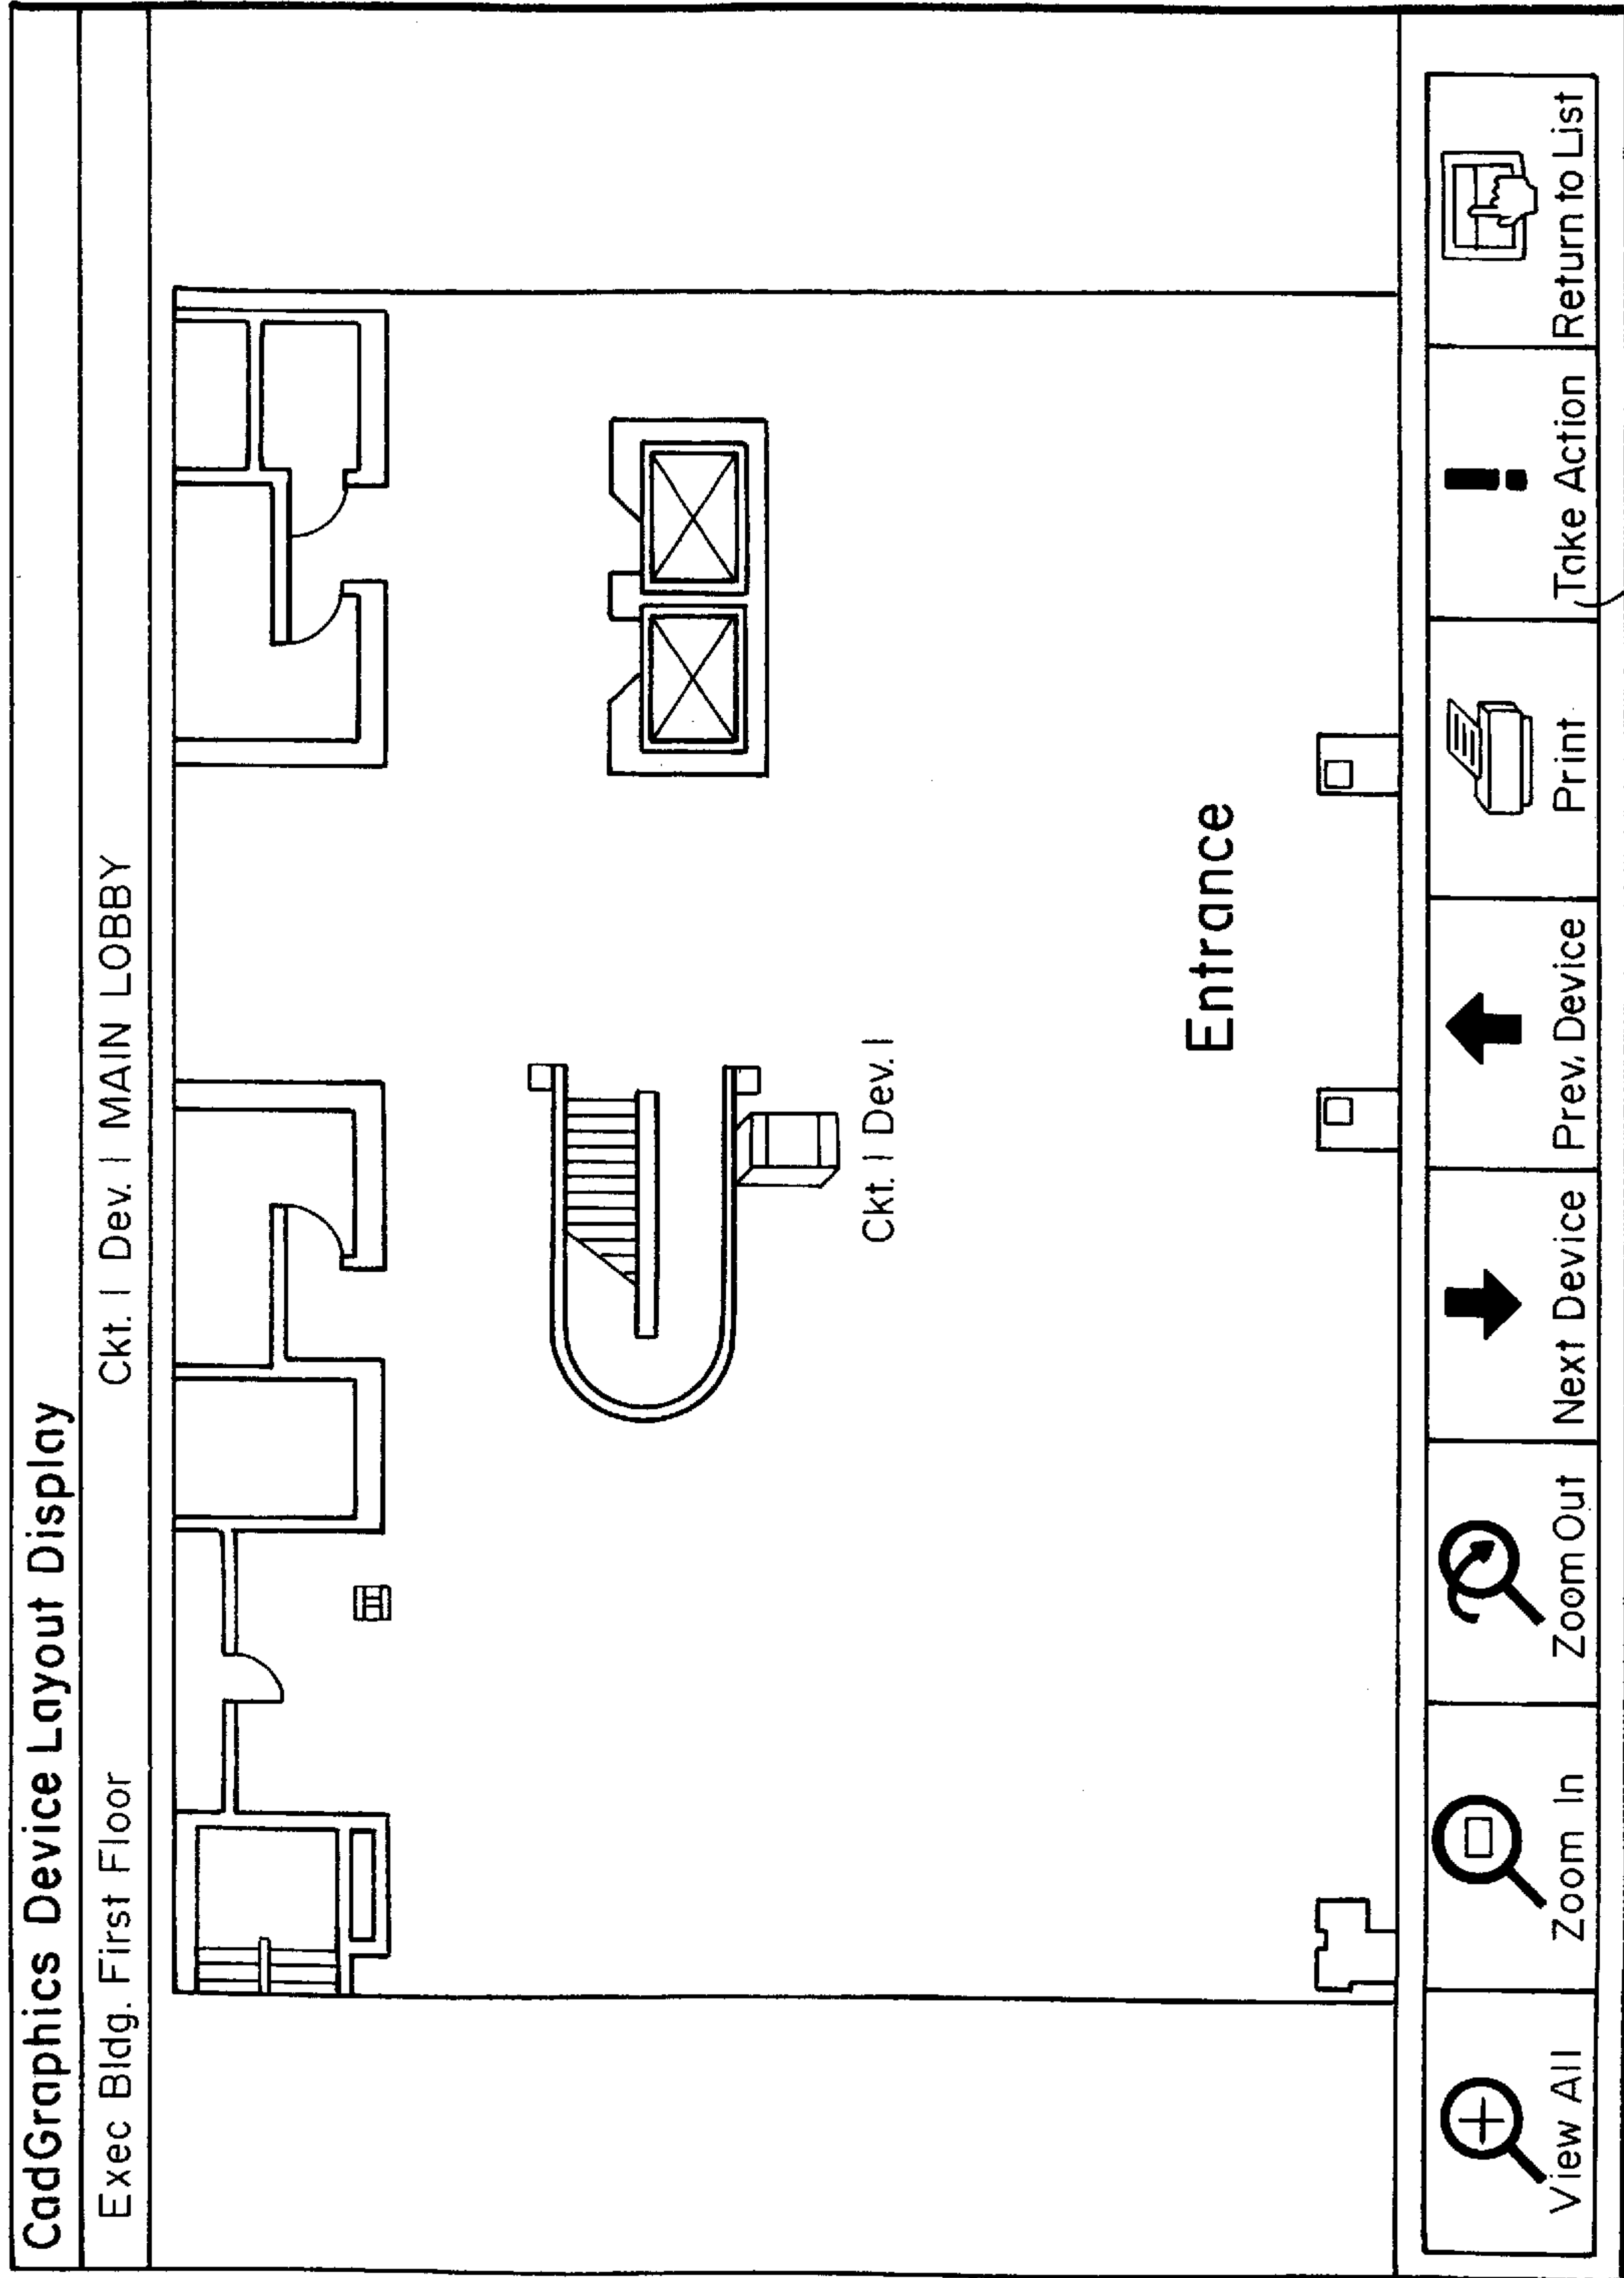 CadGraphics Device Layout Display
Exec Bldg. First Floor
Ckt. 1 Dev. 1 MAIN LOBBY
Ckt. 1 Dev. 1
Entrance
View All
Zoom In
Zoom Out
Next Device
Prev. Device
Print
Take Action
Return to List